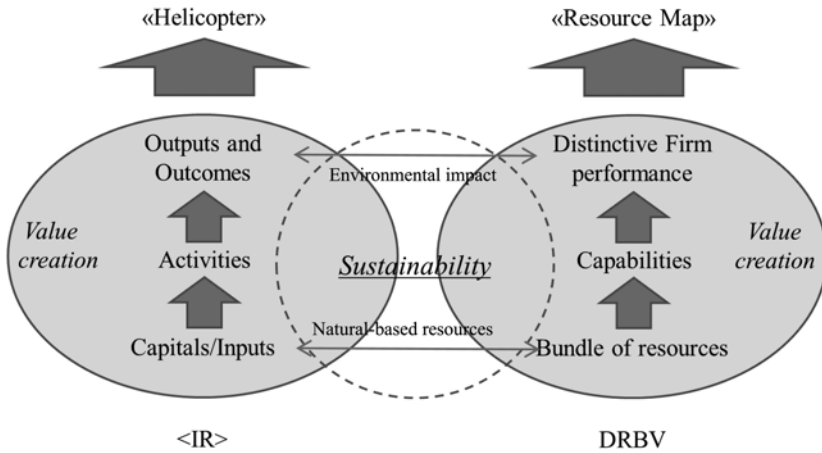 «Helicopter»
«Resource Map»
Outputs and
Outcomes
Distinctive Firm
performance
Environmental impact
Value
creation
Activities
Sustainability
Capabilities
Value
creation
Natural-based resources
Capitals/Inputs
Bundle of resources
<IR>
DRBV